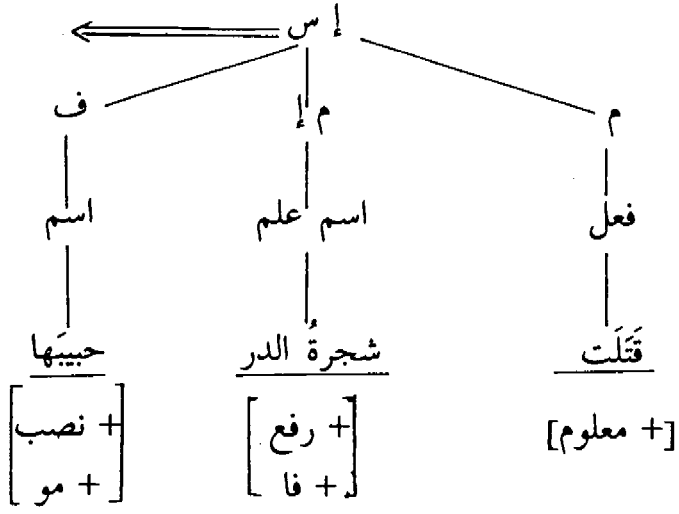 إ س
م م إ ف
فعل اسم علم اسم
قَتَلَت شجرةُ الدر حبيبَها
[+ معلوم] [+ رفع [+ نصب
+ فا] + مو]